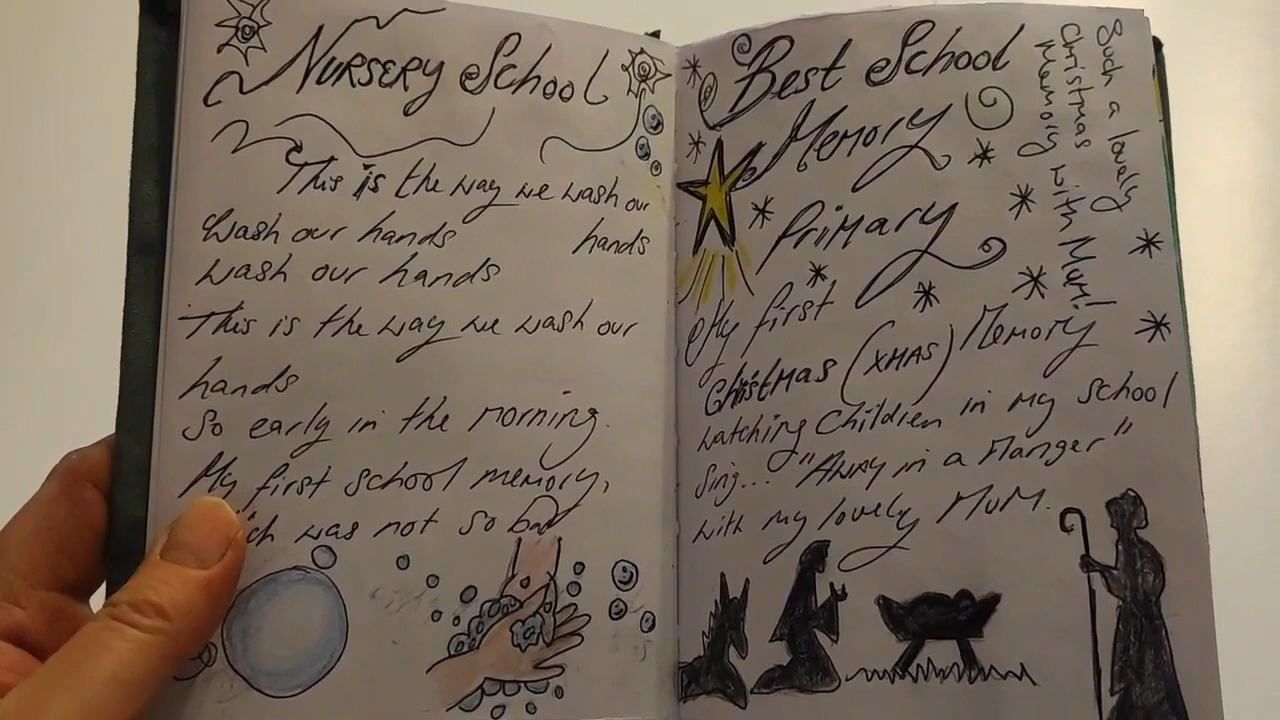 Nursery School
This is the way we wash our
hands
Wash our hands
wash our hands
This is the way we wash our
hands
So early in the morning.
My first school memory,
was not so bad
Best School
Memory
Primary
My first
Christmas (XMAS) Memory
watching Children in my school
Sing... "Away in a Manger"
with my lovely Mum.
Such a lovely
Christmas
Memory with Mum!